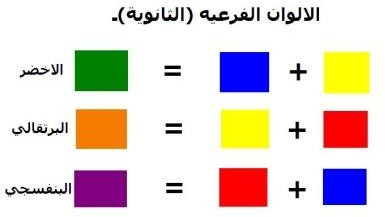 الالوان الفرعيه (الثانوية)ـ
الاخضر = +
البرتقالي = +
البنفسجي = +